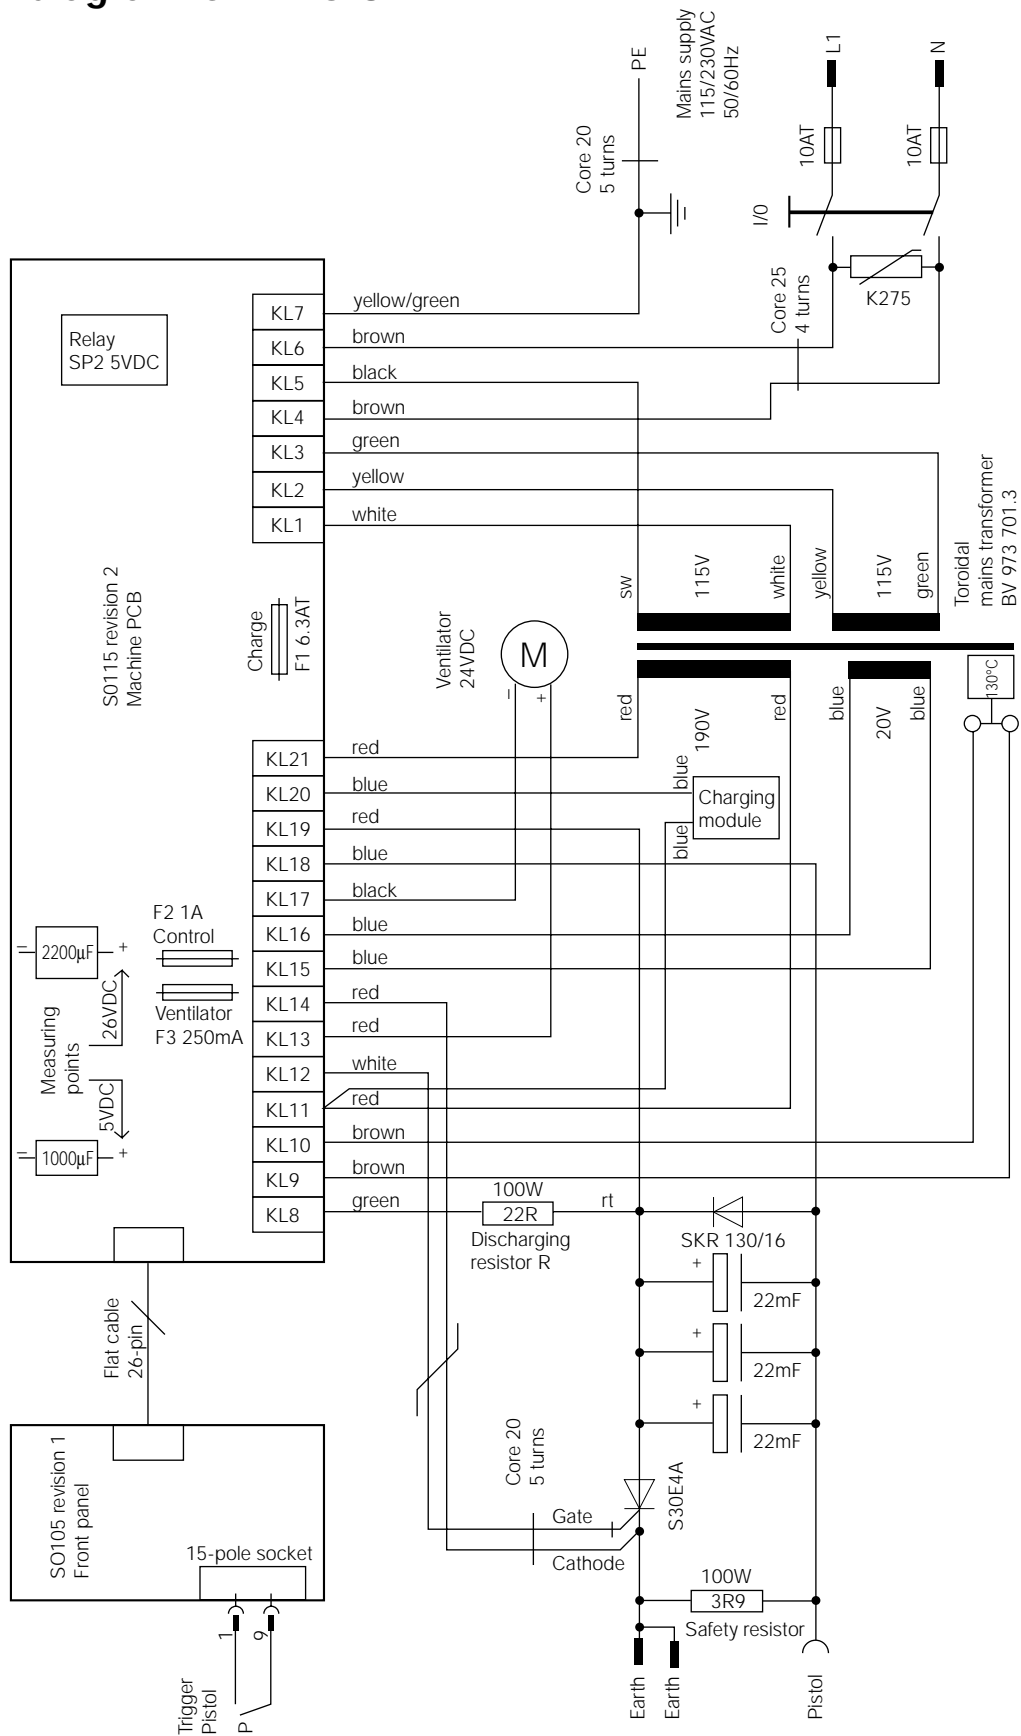 PE
Mains supply
115/230VAC
50/60Hz
L1
N
Core 20
5 turns
10AT
10AT
I/0
K275
Core 25
4 turns
Relay
SP2 5VDC
KL7
yellow/green
KL6
brown
KL5
black
KL4
brown
KL3
green
KL2
yellow
KL1
white
S0115 revision 2
Machine PCB
Charge
F1 6.3AT
Ventilator
24VDC
M
-
+
sw
115V
white
yellow
115V
green
Toroidal
mains transformer
BV 973 701.3
130°C
red
190V
red
blue
20V
blue
KL21
red
KL20
blue
KL19
red
KL18
blue
KL17
black
KL16
blue
KL15
blue
KL14
red
KL13
red
KL12
white
KL11
red
KL10
brown
KL9
brown
KL8
green
blue
blue
Charging
module
F2 1A
Control
Ventilator
F3 250mA
- 2200µF +
26VDC
Measuring
points
5VDC
- 1000µF +
100W
22R
rt
Discharging
resistor R
SKR 130/16
+
22mF
+
22mF
+
22mF
Flat cable
26-pin
SO105 revision 1
Front panel
15-pole socket
1
9
Trigger
Pistol
P
Core 20
5 turns
Gate
Cathode
S30E4A
100W
3R9
Safety resistor
Earth
Earth
Pistol